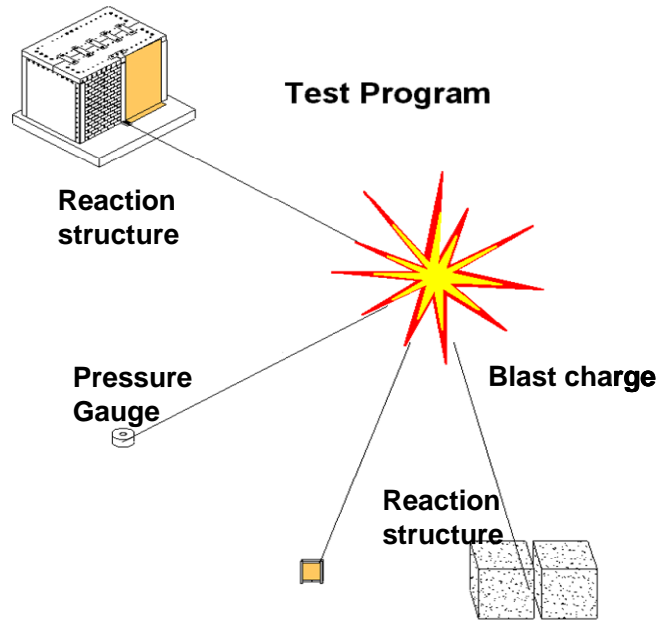 Test Program
Reaction
structure
Pressure
Gauge
Blast charge
Reaction
structure